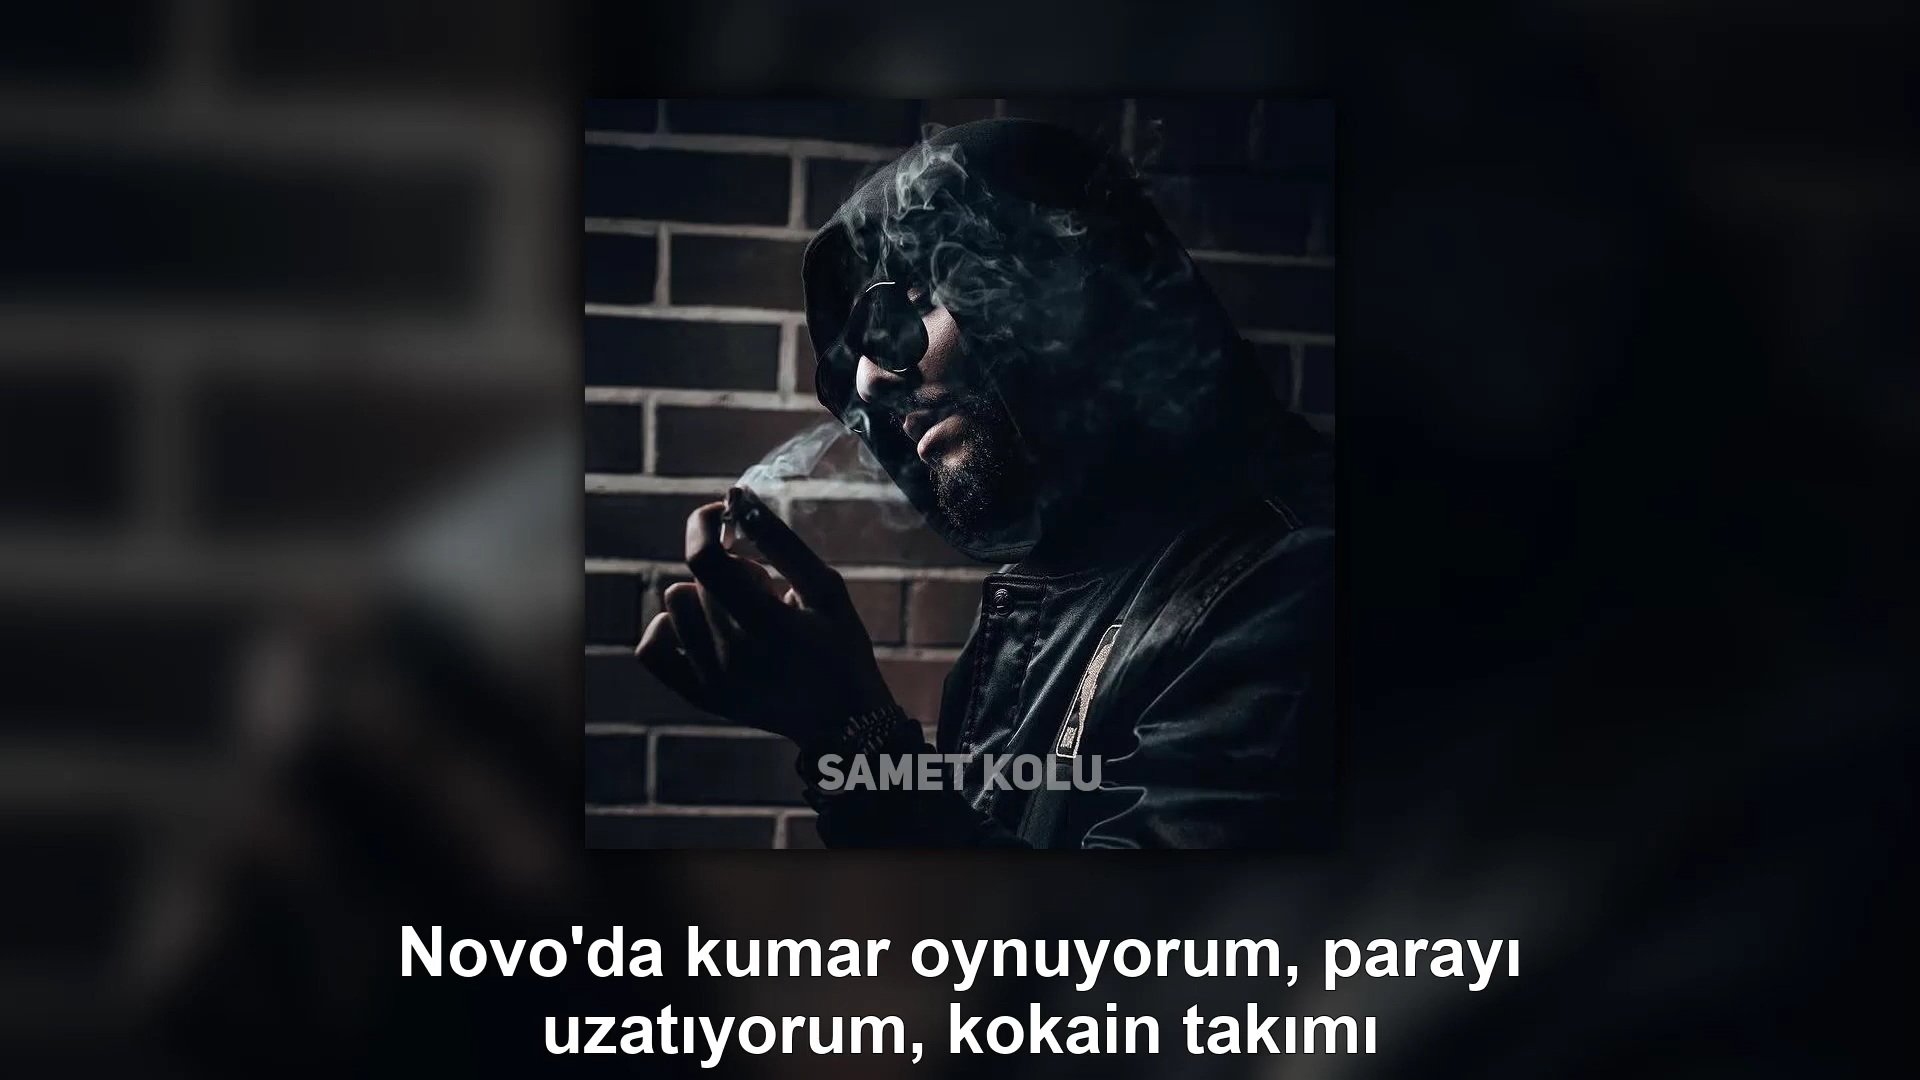 SAMET KOLU
Novo'da kumar oynuyorum, parayı
uzatıyorum, kokain takımı